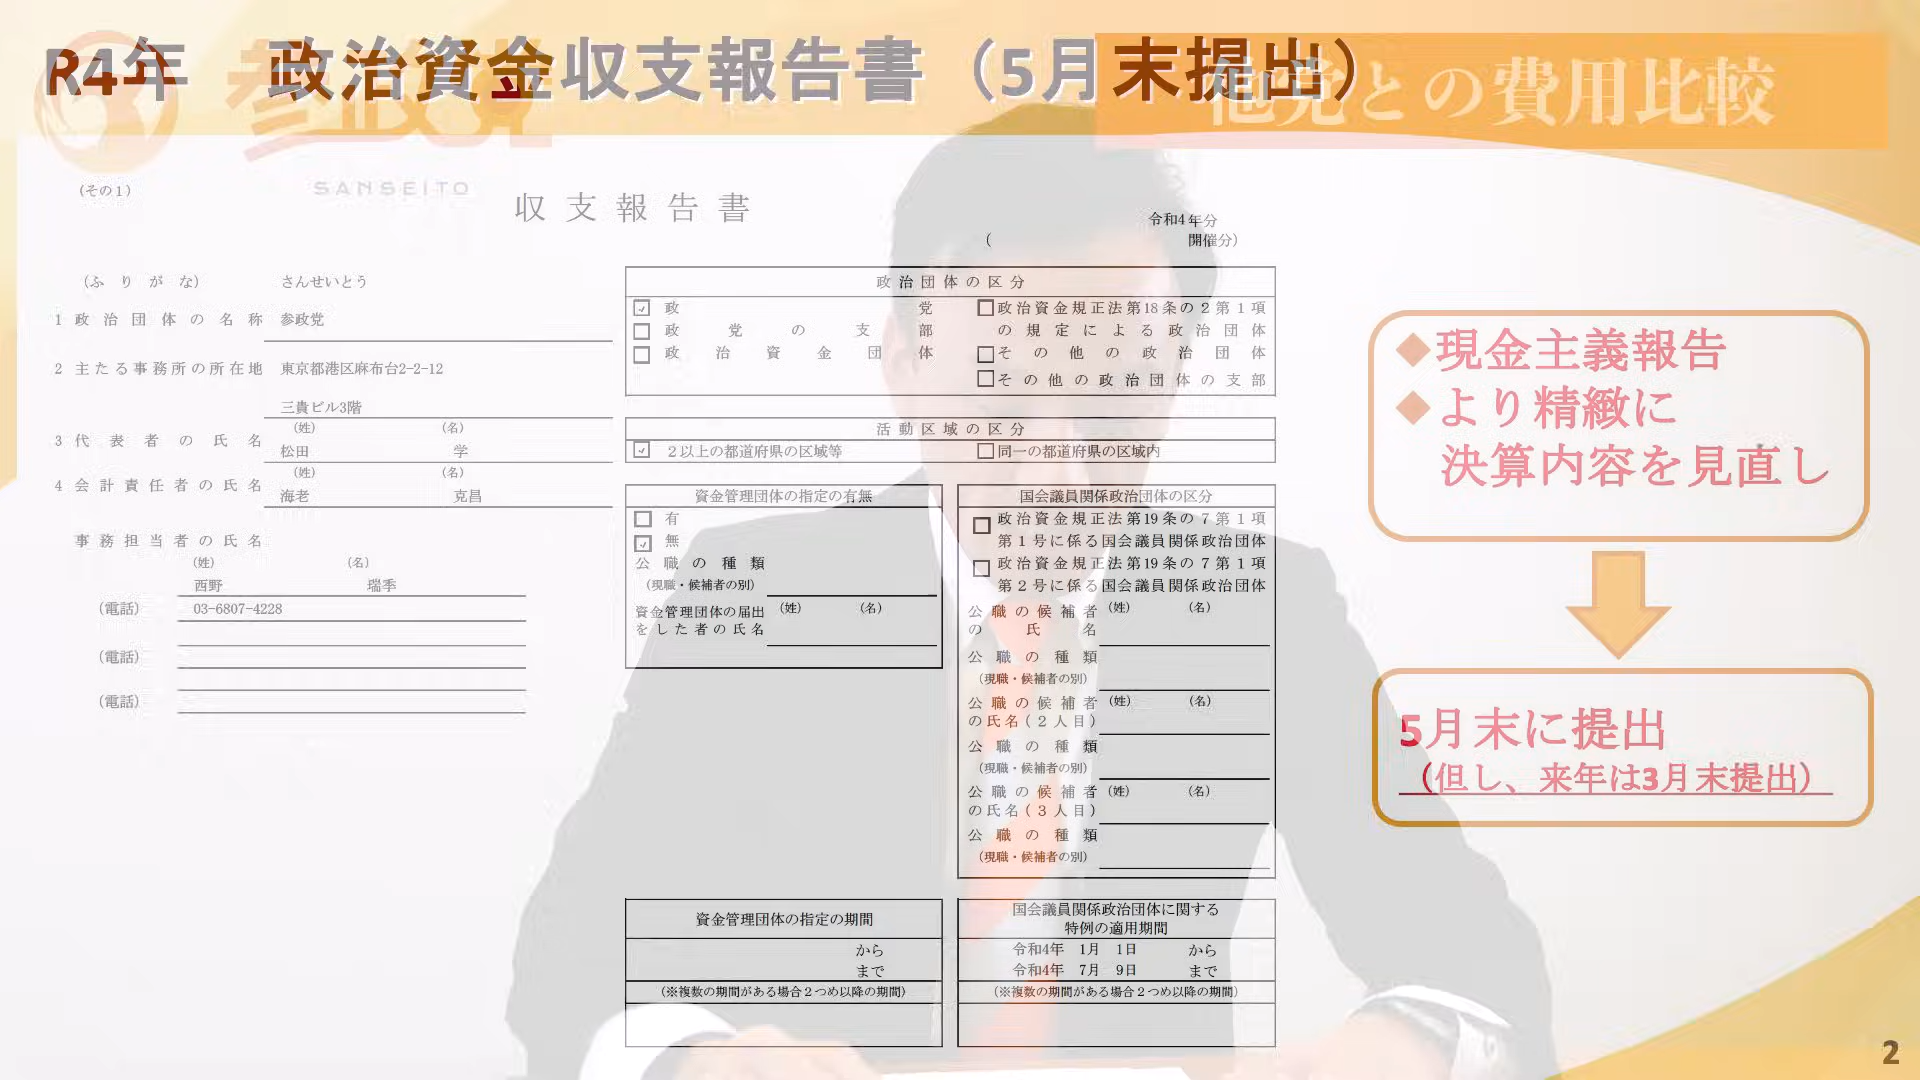 R4年　政治資金収支報告書（5月末提出）
参政党
他党との費用比較
SANSEITO
（その１）
収支報告書
令和4年分
（　　　開催分）
（ふりがな）　さんせいとう
1 政治団体の名称　参政党
2 主たる事務所の所在地　東京都港区麻布台2-2-12
三貴ビル3階
（姓）　（名）
3 代表者の氏名　松田　学
（姓）　（名）
4 会計責任者の氏名　海老　克昌
事務担当者の氏名
（姓）　（名）
西野　瑞季
（電話）　03-6807-4228
（電話）
（電話）
政治団体の区分
☑ 政党
☐ 政党の支部
☐ 政治資金団体
☐ 政治資金規正法第18条の２第１項
の規定による政治団体
☐ その他の政治団体
☐ その他の政治団体の支部
活動区域の区分
☑ ２以上の都道府県の区域等　☐ 同一の都道府県の区域内
資金管理団体の指定の有無
☐ 有
☑ 無
公職の種類
（現職・候補者の別）
資金管理団体の届出　（姓）　（名）
をした者の氏名
国会議員関係政治団体の区分
☐ 政治資金規正法第19条の７第１項
第１号に係る国会議員関係政治団体
☐ 政治資金規正法第19条の７第１項
第２号に係る国会議員関係政治団体
公職の候補者　（姓）　（名）
の氏名
公職の種類
（現職・候補者の別）
公職の候補者　（姓）　（名）
の氏名（２人目）
公職の種類
（現職・候補者の別）
公職の候補者　（姓）　（名）
の氏名（３人目）
公職の種類
（現職・候補者の別）
資金管理団体の指定の期間
から
まで
（※複数の期間がある場合２つめ以降の期間）
国会議員関係政治団体に関する
特例の適用期間
令和4年　1月　1日　から
令和4年　7月　9日　まで
（※複数の期間がある場合２つめ以降の期間）
◆現金主義報告
◆より精緻に
決算内容を見直し
5月末に提出
（但し、来年は3月末提出）
2